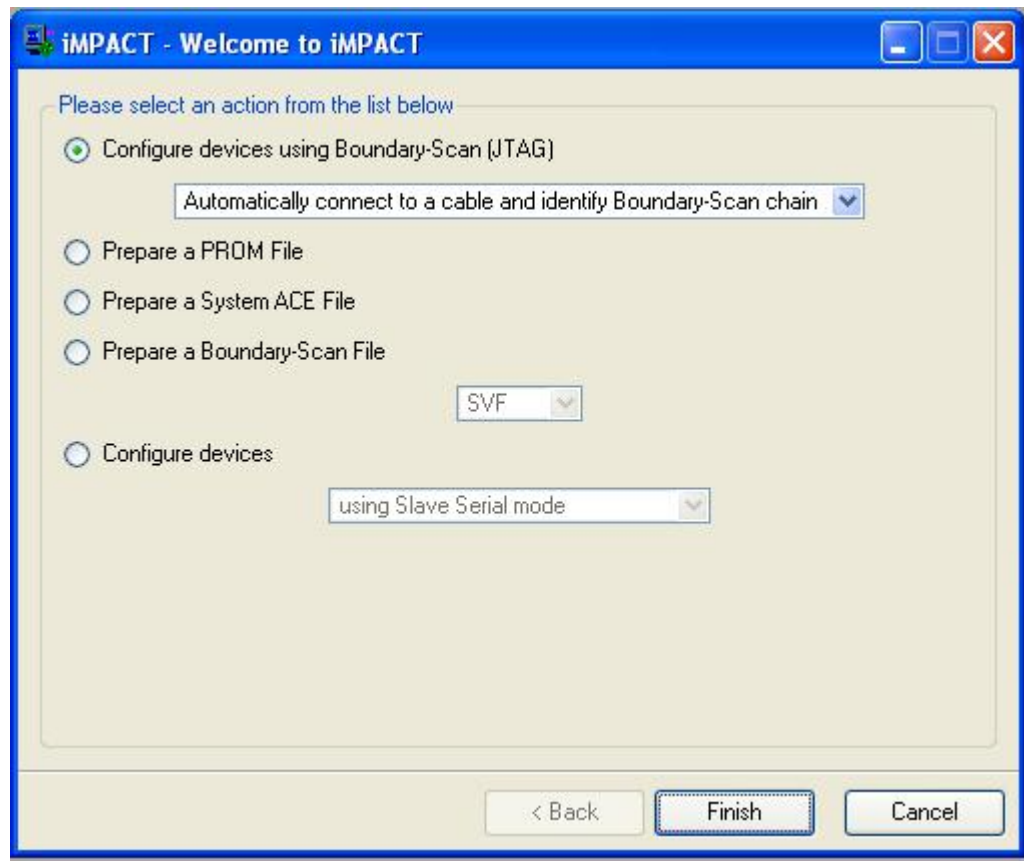 iMPACT - Welcome to iMPACT
Please select an action from the list below
Configure devices using Boundary-Scan (JTAG)
Automatically connect to a cable and identify Boundary-Scan chain
Prepare a PROM File
Prepare a System ACE File
Prepare a Boundary-Scan File
SVF
Configure devices
using Slave Serial mode
< Back Finish Cancel